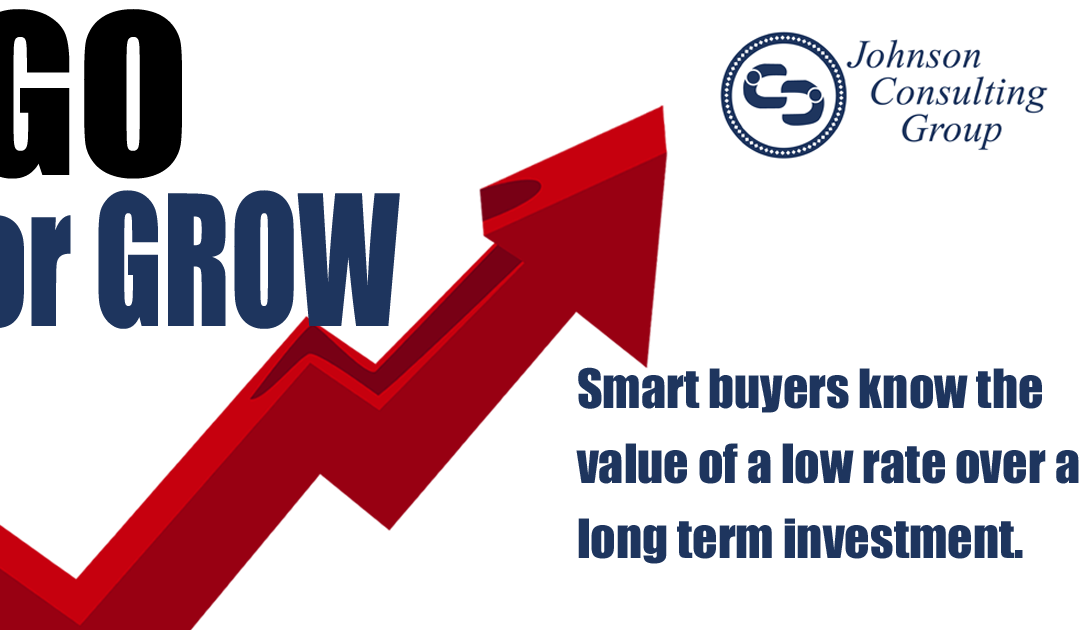 GO
or GROW
Johnson
Consulting
Group
Smart buyers know the
value of a low rate over a
long term investment.